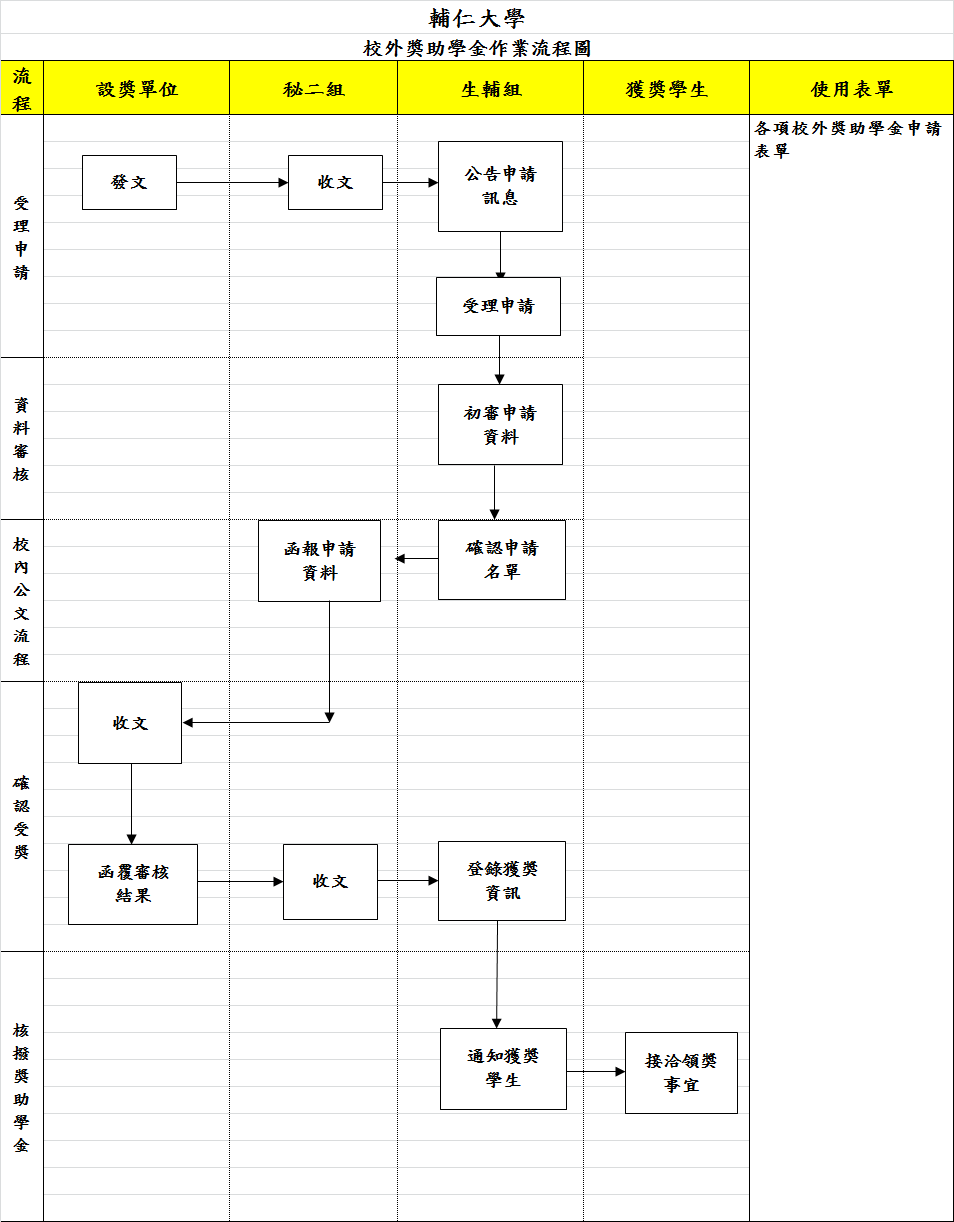 輔仁大學
校外獎助學金作業流程圖
流程
設獎單位
秘二組
生輔組
獲獎學生
使用表單
受理申請
發文
收文
公告申請
訊息
各項校外獎助學金申請
表單
受理申請
資料審核
初審申請
資料
校內公文流程
函報申請
資料
確認申請
名單
確認受獎
收文
函覆審核
結果
收文
登錄獲獎
資訊
核撥獎助學金
通知獲獎
學生
接洽領獎
事宜